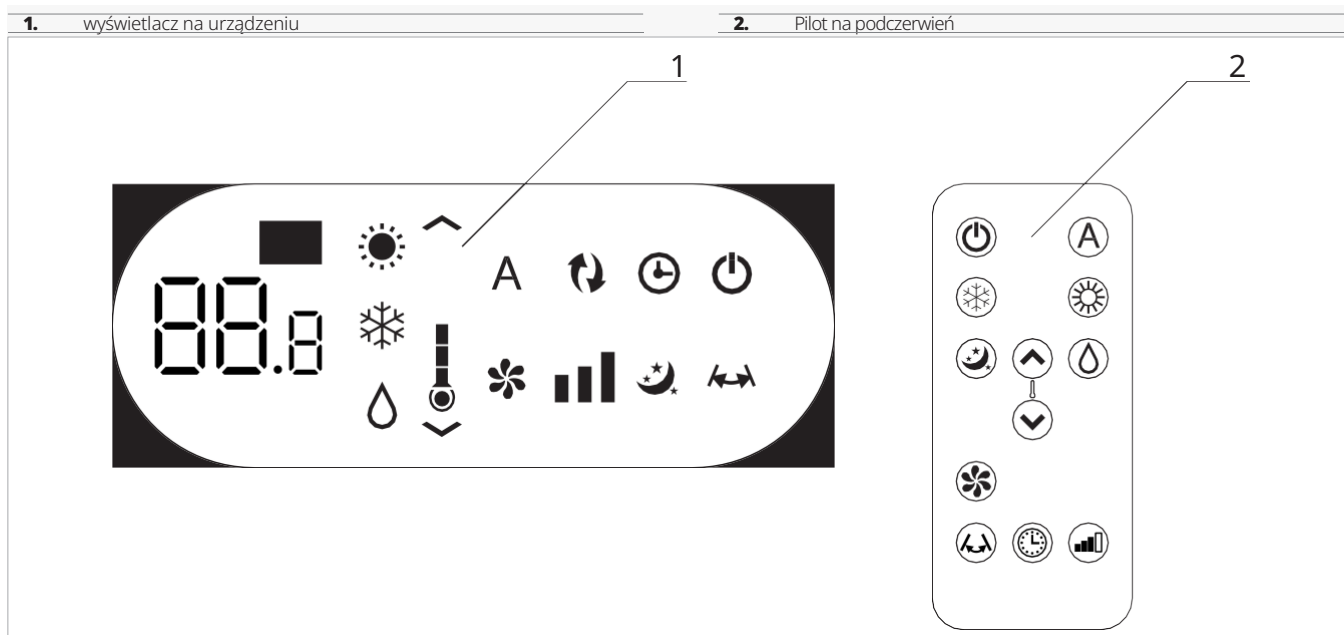 1. wyświetlacz na urządzeniu
2. Pilot na podczerwień
1
2
88.8
A
A